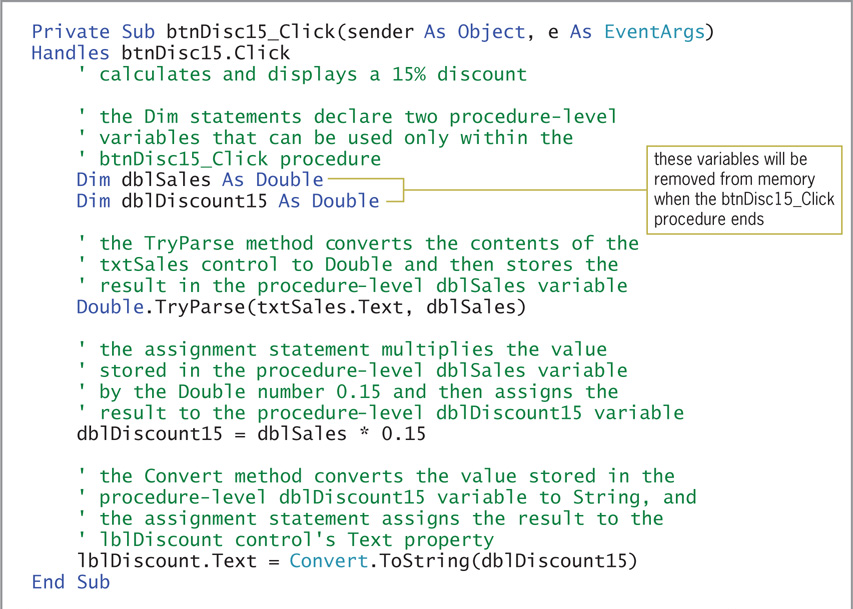 Private Sub btnDisc15_Click(sender As Object, e As EventArgs)
Handles btnDisc15.Click
' calculates and displays a 15% discount
' the Dim statements declare two procedure-level
' variables that can be used only within the
' btnDisc15_Click procedure
Dim dblSales As Double
Dim dblDiscount15 As Double
these variables will be
removed from memory
when the btnDisc15_Click
procedure ends
' the TryParse method converts the contents of the
' txtSales control to Double and then stores the
' result in the procedure-level dblSales variable
Double.TryParse(txtSales.Text, dblSales)
' the assignment statement multiplies the value
' stored in the procedure-level dblSales variable
' by the Double number 0.15 and then assigns the
' result to the procedure-level dblDiscount15 variable
dblDiscount15 = dblSales * 0.15
' the Convert method converts the value stored in the
' procedure-level dblDiscount15 variable to String, and
' the assignment statement assigns the result to the
' lblDiscount control's Text property
lblDiscount.Text = Convert.ToString(dblDiscount15)
End Sub